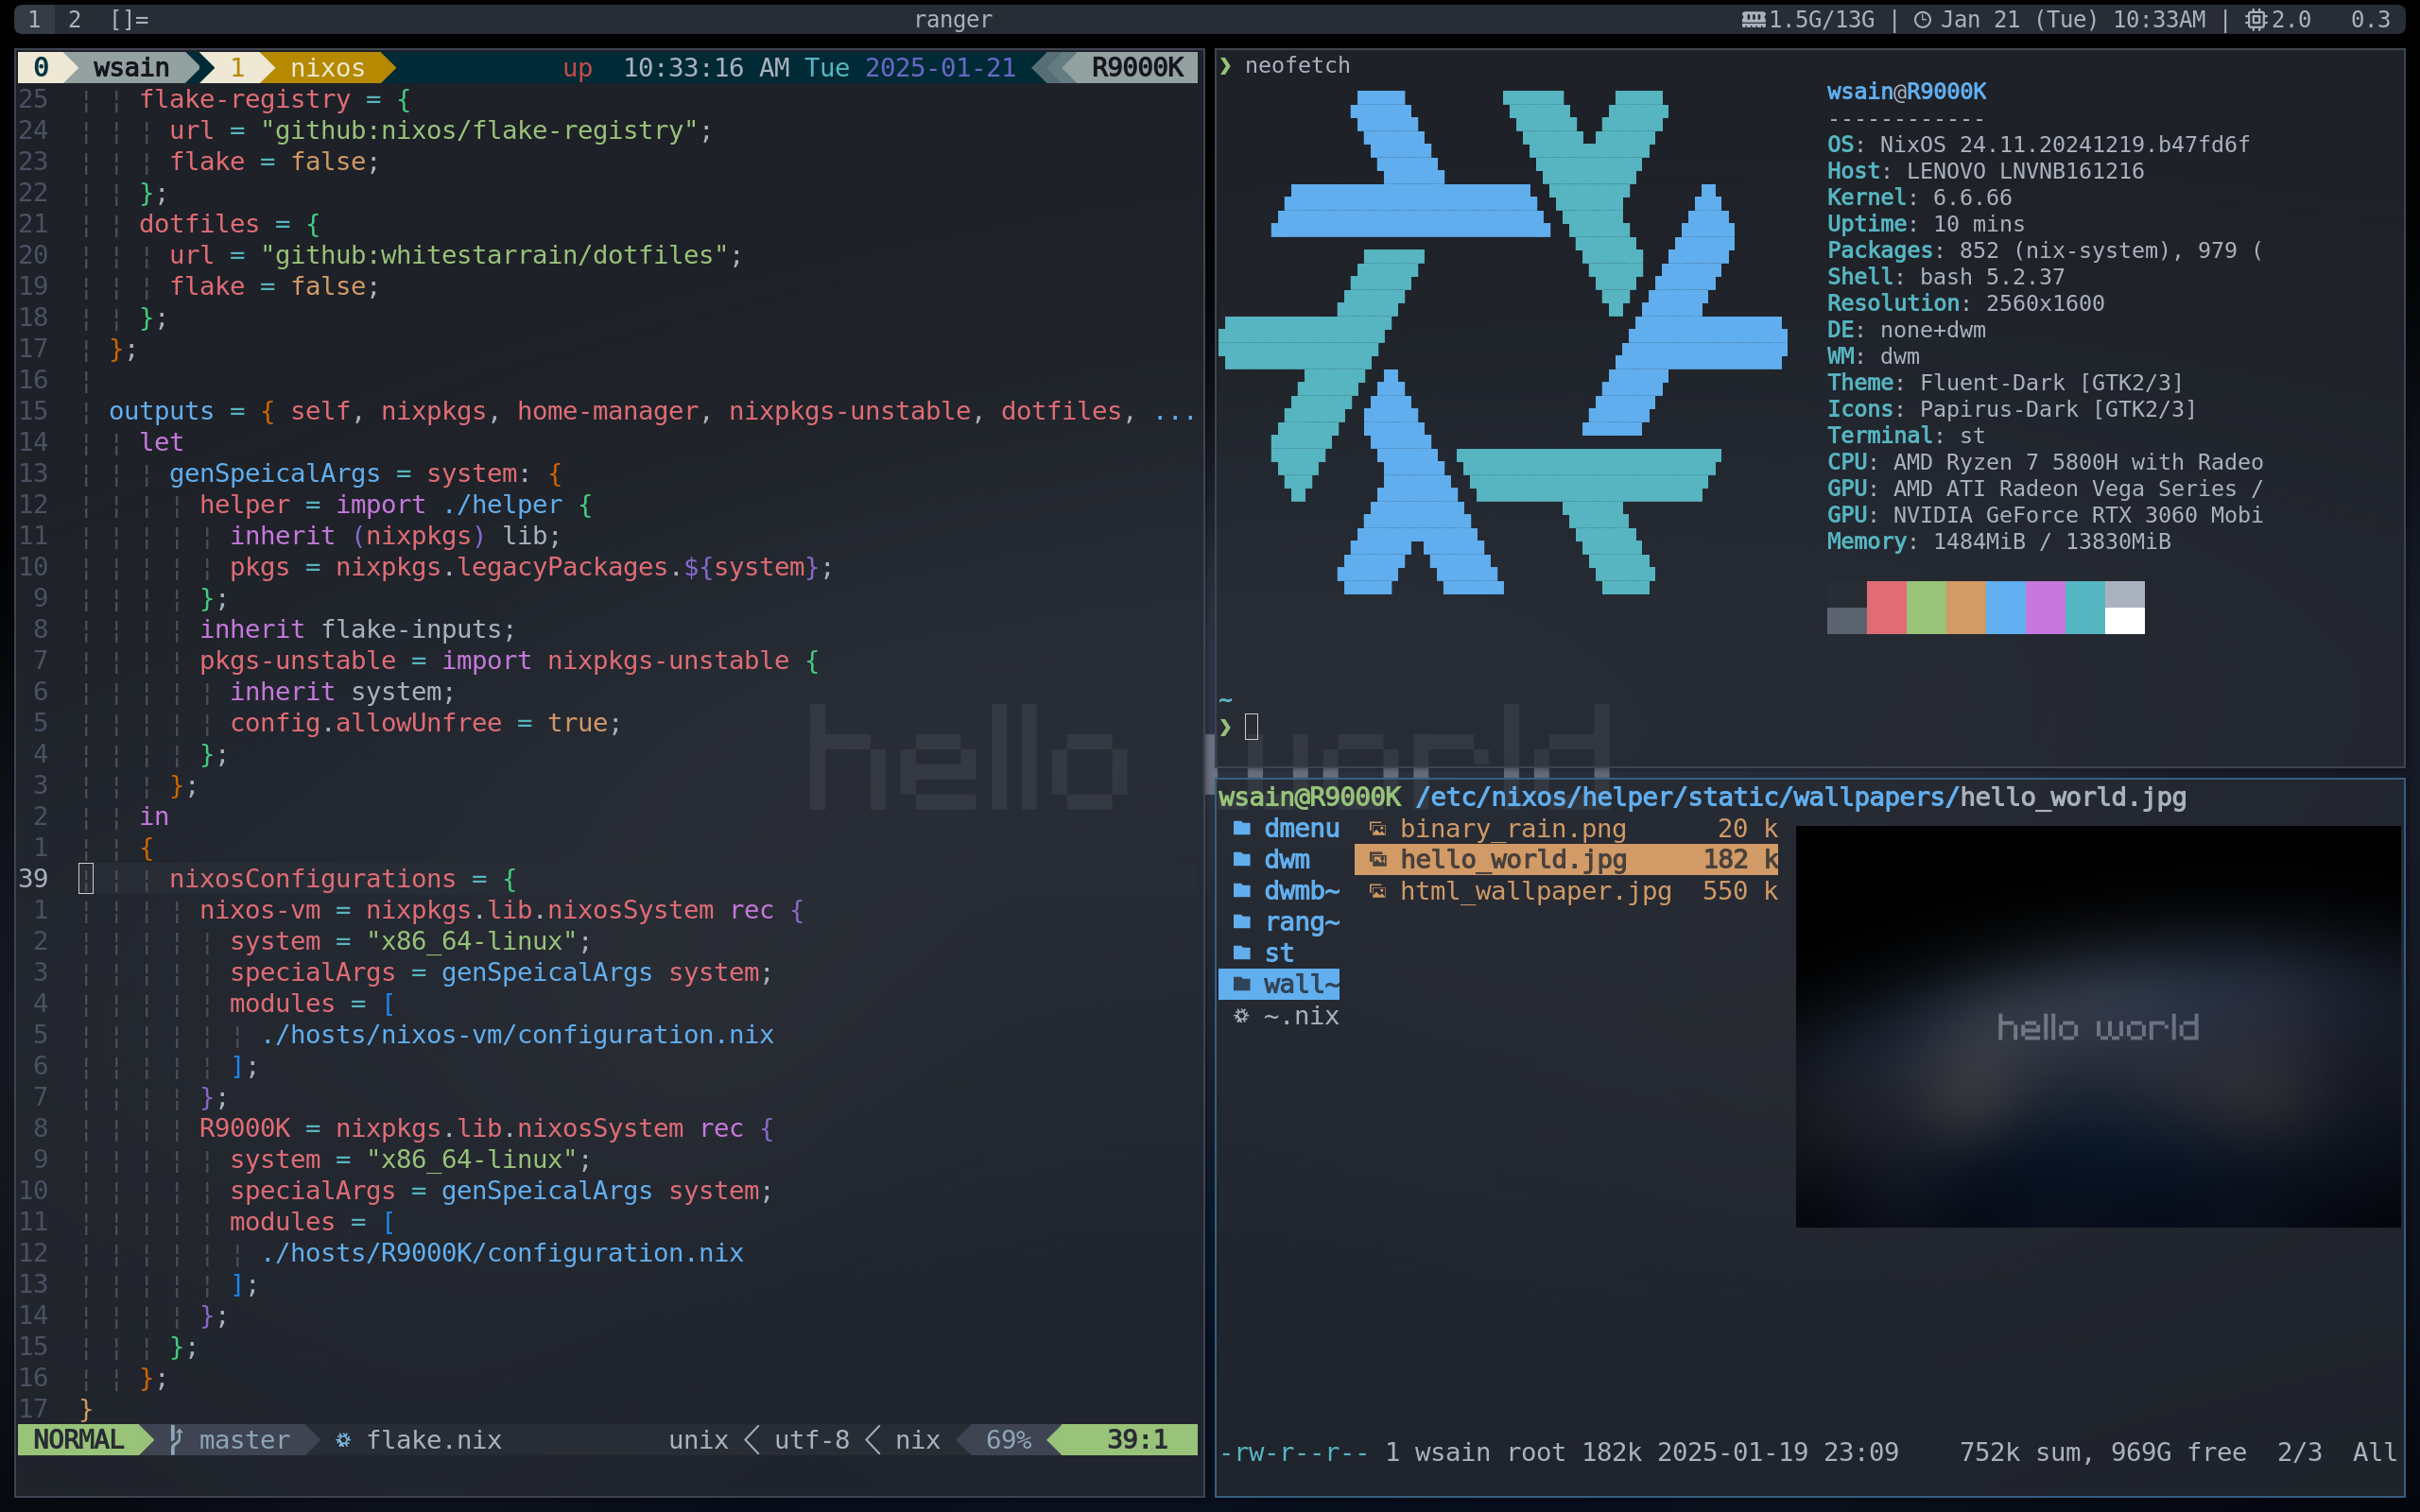 1 2 []= ranger 1.5G/13G | Jan 21 (Tue) 10:33AM | 2.0 0.3
0 wsain 1 nixos up 10:33:16 AM Tue 2025-01-21 R9000K
25 flake-registry = {
24 url = "github:nixos/flake-registry";
23 flake = false;
22 };
21 dotfiles = {
20 url = "github:whitestarrain/dotfiles";
19 flake = false;
18 };
17 };
16
15 outputs = { self, nixpkgs, home-manager, nixpkgs-unstable, dotfiles, ...
14 let
13 genSpeicalArgs = system: {
12 helper = import ./helper {
11 inherit (nixpkgs) lib;
10 pkgs = nixpkgs.legacyPackages.${system};
9 };
8 inherit flake-inputs;
7 pkgs-unstable = import nixpkgs-unstable {
6 inherit system;
5 config.allowUnfree = true;
4 };
3 };
2 in
1 {
39 nixosConfigurations = {
1 nixos-vm = nixpkgs.lib.nixosSystem rec {
2 system = "x86_64-linux";
3 specialArgs = genSpeicalArgs system;
4 modules = [
5 ./hosts/nixos-vm/configuration.nix
6 ];
7 };
8 R9000K = nixpkgs.lib.nixosSystem rec {
9 system = "x86_64-linux";
10 specialArgs = genSpeicalArgs system;
11 modules = [
12 ./hosts/R9000K/configuration.nix
13 ];
14 };
15 };
16 };
17 }
NORMAL master flake.nix unix utf-8 nix 69% 39:1
❯ neofetch
wsain@R9000K
------------
OS: NixOS 24.11.20241219.b47fd6f
Host: LENOVO LNVNB161216
Kernel: 6.6.66
Uptime: 10 mins
Packages: 852 (nix-system), 979 (
Shell: bash 5.2.37
Resolution: 2560x1600
DE: none+dwm
WM: dwm
Theme: Fluent-Dark [GTK2/3]
Icons: Papirus-Dark [GTK2/3]
Terminal: st
CPU: AMD Ryzen 7 5800H with Radeo
GPU: AMD ATI Radeon Vega Series /
GPU: NVIDIA GeForce RTX 3060 Mobi
Memory: 1484MiB / 13830MiB
~
❯
hello world
wsain@R9000K /etc/nixos/helper/static/wallpapers/hello_world.jpg
dmenu binary_rain.png 20 k
dwm hello_world.jpg 182 k
dwmb~ html_wallpaper.jpg 550 k
rang~
st
wall~
~.nix
hello world
-rw-r--r-- 1 wsain root 182k 2025-01-19 23:09 752k sum, 969G free 2/3 All